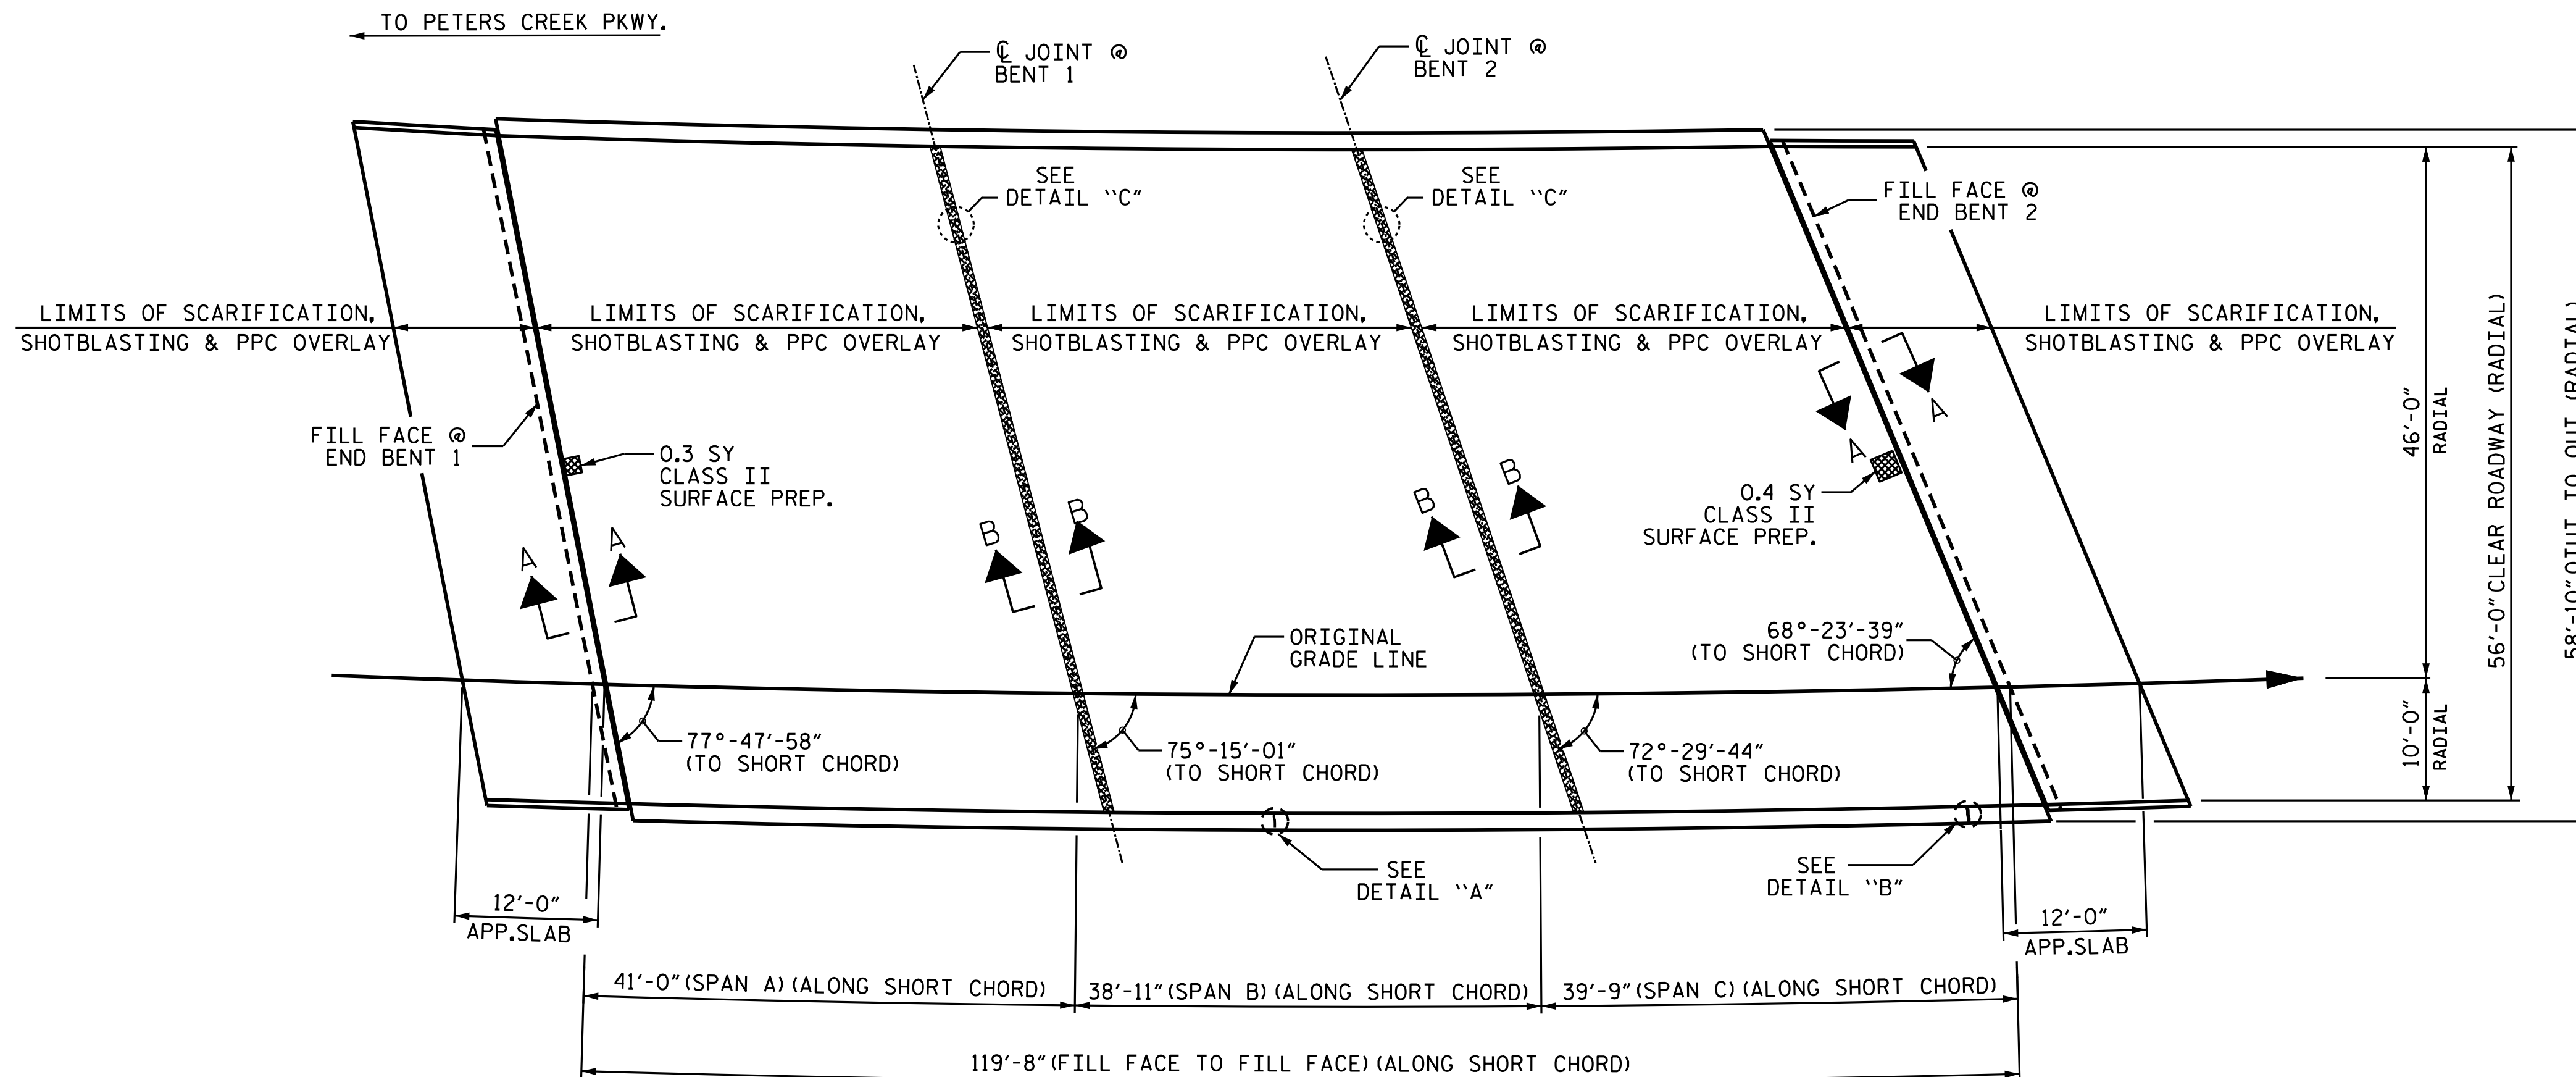 TO PETERS CREEK PKWY.
℄ JOINT @
BENT 1
℄ JOINT @
BENT 2
SEE
DETAIL ``C″
SEE
DETAIL ``C″
FILL FACE @
END BENT 2
LIMITS OF SCARIFICATION,
SHOTBLASTING & PPC OVERLAY
LIMITS OF SCARIFICATION,
SHOTBLASTING & PPC OVERLAY
LIMITS OF SCARIFICATION,
SHOTBLASTING & PPC OVERLAY
LIMITS OF SCARIFICATION,
SHOTBLASTING & PPC OVERLAY
LIMITS OF SCARIFICATION,
SHOTBLASTING & PPC OVERLAY
FILL FACE @
END BENT 1
0.3 SY
CLASS II
SURFACE PREP.
A
A
B
B
B
B
A
A
0.4 SY
CLASS II
SURFACE PREP.
46′-0″
RADIAL
56′-0″CLEAR ROADWAY (RADIAL)
58′-10″OTUT TO OUT (RADIAL)
10′-0″
RADIAL
ORIGINAL
GRADE LINE
68°-23′-39″
(TO SHORT CHORD)
77°-47′-58″
(TO SHORT CHORD)
75°-15′-01″
(TO SHORT CHORD)
72°-29′-44″
(TO SHORT CHORD)
SEE
DETAIL ``A″
SEE
DETAIL ``B″
12′-0″
APP.SLAB
12′-0″
APP.SLAB
41′-0″(SPAN A)(ALONG SHORT CHORD)
38′-11″(SPAN B)(ALONG SHORT CHORD)
39′-9″(SPAN C)(ALONG SHORT CHORD)
119′-8″(FILL FACE TO FILL FACE)(ALONG SHORT CHORD)